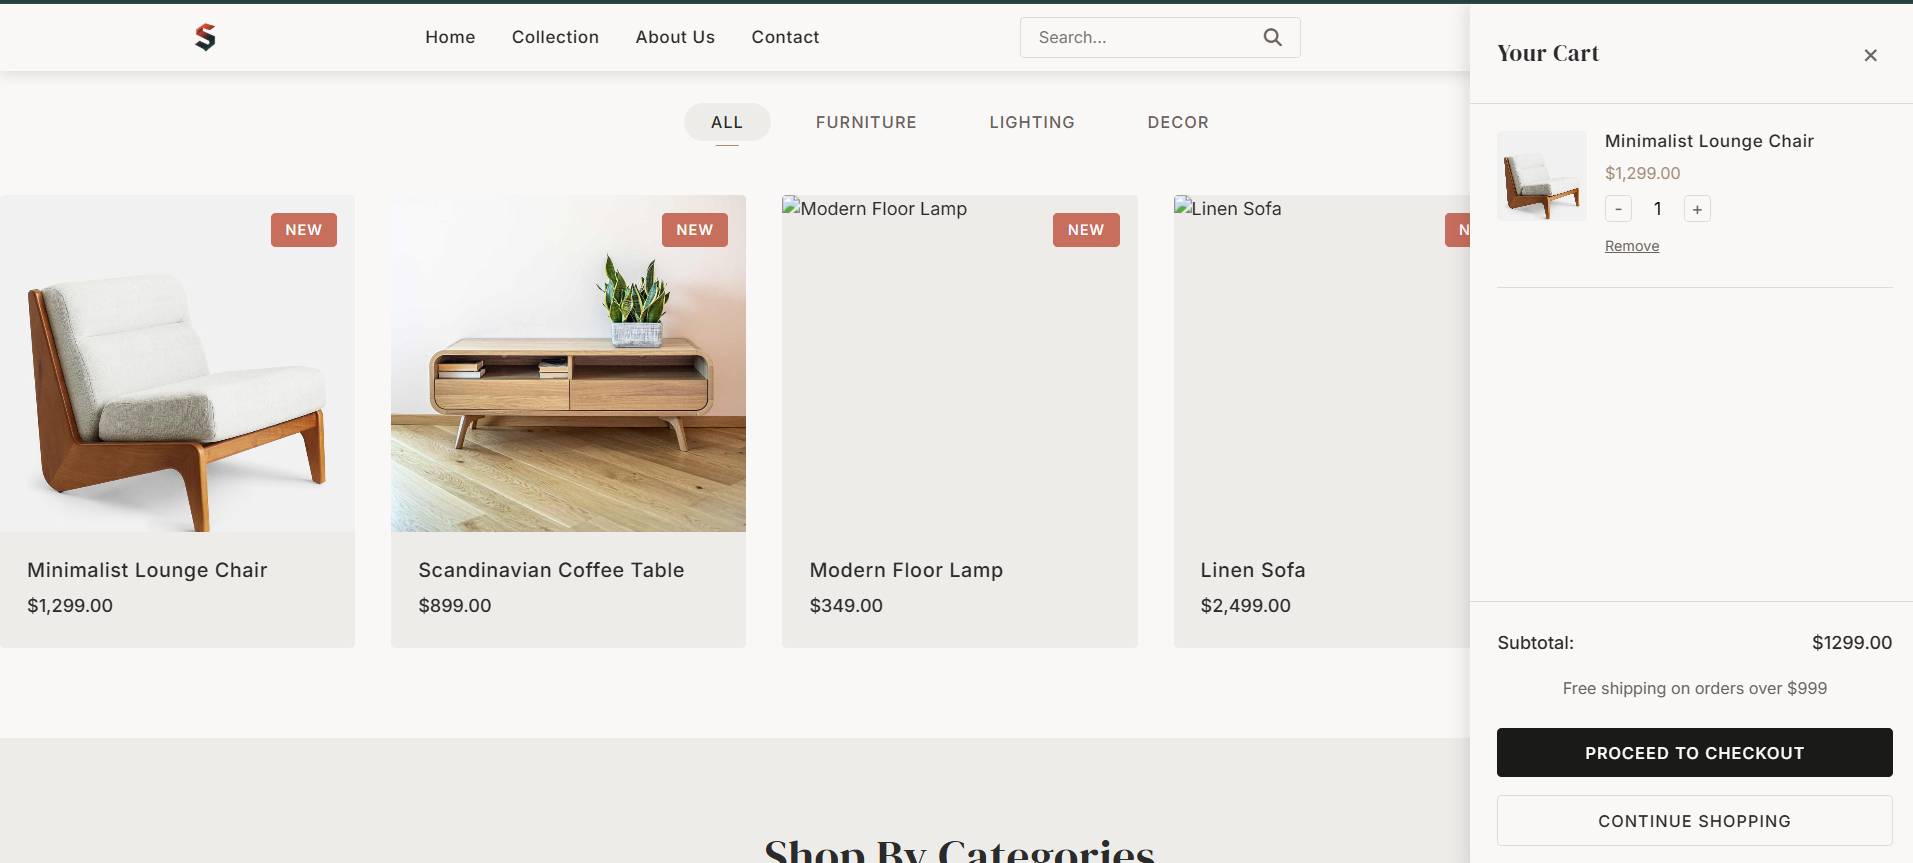 S
Home
Collection
About Us
Contact
Search...
ALL
FURNITURE
LIGHTING
DECOR
NEW
Minimalist Lounge Chair
$1,299.00
NEW
Scandinavian Coffee Table
$899.00
Modern Floor Lamp
NEW
Modern Floor Lamp
$349.00
Linen Sofa
N
Linen Sofa
$2,499.00
Shop By Categories
Your Cart
×
Minimalist Lounge Chair
$1,299.00
- 1 +
Remove
Subtotal: $1299.00
Free shipping on orders over $999
PROCEED TO CHECKOUT
CONTINUE SHOPPING